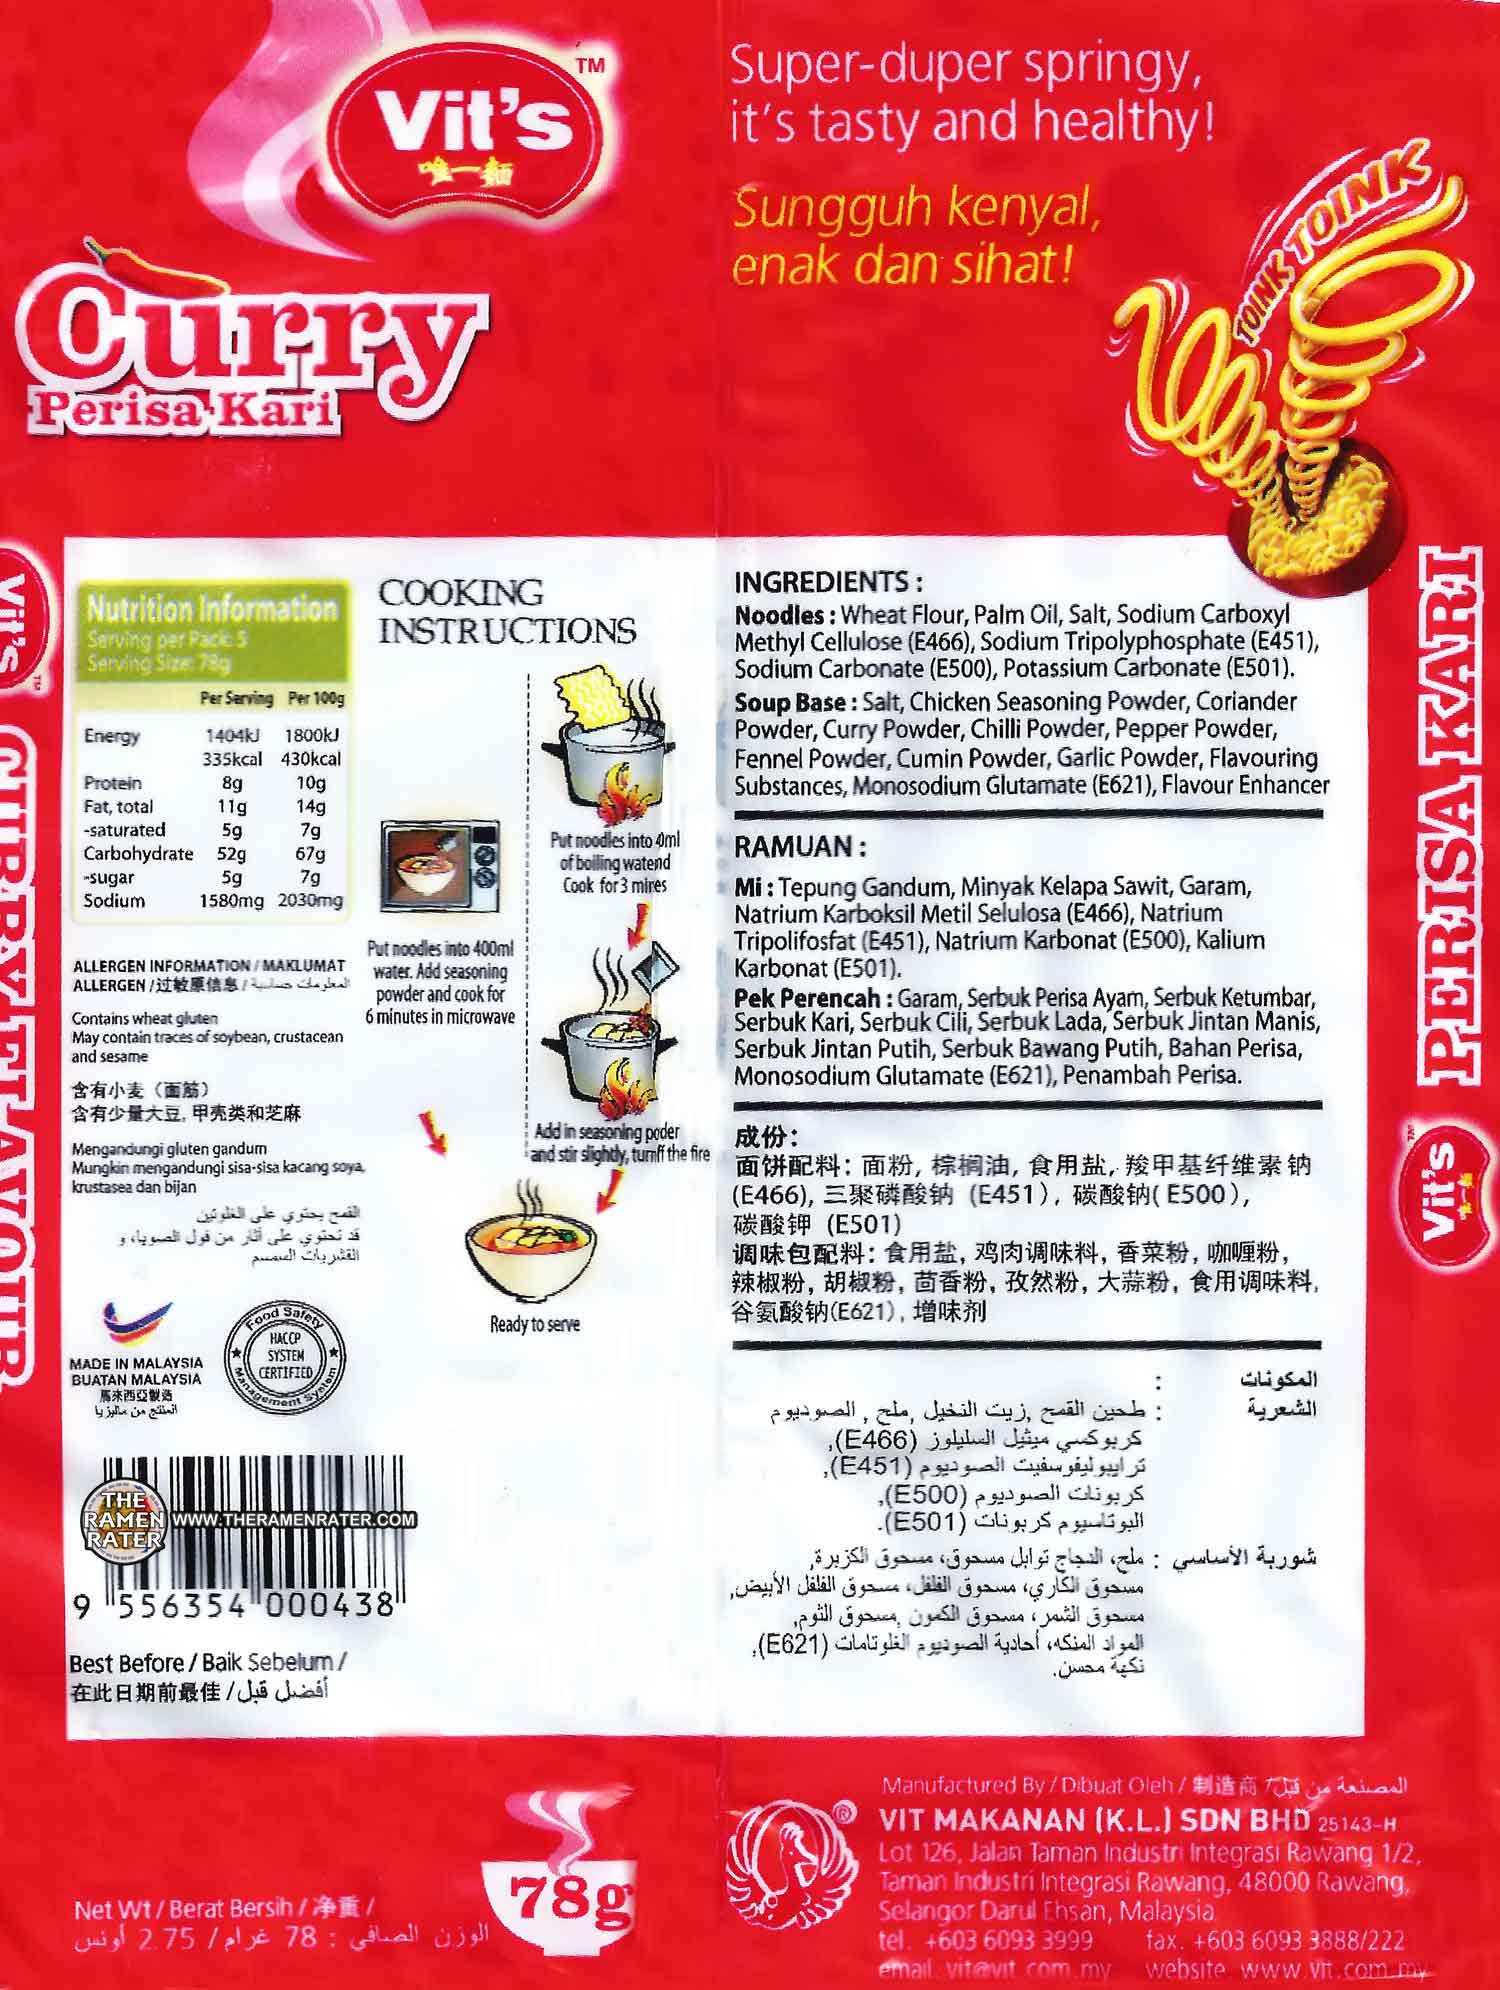 Vit's TM
唯一麵
Curry
Perisa Kari
Super-duper springy,
it's tasty and healthy!
Sungguh kenyal,
enak dan sihat!
TOINK TOINK
Vit's TM
CURRY FLAVOUR
Nutrition Information
Serving per Pack: 5
Serving Size: 78g
Per Serving Per 100g
Energy 1404kJ 1800kJ
335kcal 430kcal
Protein 8g 10g
Fat, total 11g 14g
-saturated 5g 7g
Carbohydrate 52g 67g
-sugar 5g 7g
Sodium 1580mg 2030mg
ALLERGEN INFORMATION / MAKLUMAT
ALLERGEN / 过敏原信息 / المعلومات حساسية
Contains wheat gluten
May contain traces of soybean, crustacean
and sesame
含有小麦（面筋）
含有少量大豆, 甲壳类和芝麻
Mengandungi gluten gandum
Mungkin mengandungi sisa-sisa kacang soya,
krustasea dan bijan
القمح يحتوي على الغلوتين
قد تحتوي على آثار من فول الصويا، و
القشريات السمسم
MADE IN MALAYSIA
BUATAN MALAYSIA
馬來西亞製造
المنتج من ماليزيا
Food Safety
HACCP
SYSTEM
CERTIFIED
Management System
THE
RAMEN
RATER
WWW.THERAMENRATER.COM
9 556354 000438
Best Before / Baik Sebelum /
在此日期前最佳 / أفضل قبل
COOKING
INSTRUCTIONS
Put noodles into 400ml
water. Add seasoning
powder and cook for
6 minutes in microwave
Put noodles into 4ml
of boiling watend
Cook for 3 mires
Add in seasoning poder
and stir slightly, turnff the fire
Ready to serve
INGREDIENTS :
Noodles : Wheat Flour, Palm Oil, Salt, Sodium Carboxyl
Methyl Cellulose (E466), Sodium Tripolyphosphate (E451),
Sodium Carbonate (E500), Potassium Carbonate (E501).
Soup Base : Salt, Chicken Seasoning Powder, Coriander
Powder, Curry Powder, Chilli Powder, Pepper Powder,
Fennel Powder, Cumin Powder, Garlic Powder, Flavouring
Substances, Monosodium Glutamate (E621), Flavour Enhancer
RAMUAN :
Mi : Tepung Gandum, Minyak Kelapa Sawit, Garam,
Natrium Karboksil Metil Selulosa (E466), Natrium
Tripolifosfat (E451), Natrium Karbonat (E500), Kalium
Karbonat (E501).
Pek Perencah : Garam, Serbuk Perisa Ayam, Serbuk Ketumbar,
Serbuk Kari, Serbuk Cili, Serbuk Lada, Serbuk Jintan Manis,
Serbuk Jintan Putih, Serbuk Bawang Putih, Bahan Perisa,
Monosodium Glutamate (E621), Penambah Perisa.
成份:
面饼配料: 面粉, 棕榈油, 食用盐, 羧甲基纤维素钠
(E466), 三聚磷酸钠 (E451), 碳酸钠( E500),
碳酸钾 (E501)
调味包配料: 食用盐, 鸡肉调味料, 香菜粉, 咖喱粉,
辣椒粉, 胡椒粉, 茴香粉, 孜然粉, 大蒜粉, 食用调味料,
谷氨酸钠(E621), 增味剂
المكونات :
الشعرية : طحين القمح ,زيت النخيل ,ملح , الصوديوم
كربوكسي ميثيل السليلوز (E466),
ترايبوليفوسفيت الصوديوم (E451),
كربونات الصوديوم (E500),
البوتاسيوم كربونات (E501).
شوربة الأساسي : ملح، الدجاج توابل مسحوق، مسحوق الكزبرة,
مسحوق الكاري، مسحوق الفلفل، مسحوق الفلفل الأبيض,
مسحوق الشمر، مسحوق الكمون ,مسحوق الثوم,
المواد المنكهه، أحادية الصوديوم الغلوتامات (E621),
نكهة محسن.
PERISA KARI
Vit's TM
唯一麵
Net Wt / Berat Bersih / 净重 /
الوزن الصافي : 78 غرام / 2.75 أونس
78g
Manufactured By / Dibuat Oleh / 制造商 / المصنعة من قبل
VIT MAKANAN (K.L.) SDN BHD 25143-H
Lot 126, Jalan Taman Industri Integrasi Rawang 1/2,
Taman Industri Integrasi Rawang, 48000 Rawang,
Selangor Darul Ehsan, Malaysia.
tel. +603 6093 3999 fax. +603 6093 3888/222
email. vit@vit.com.my website. www.vit.com.my
®